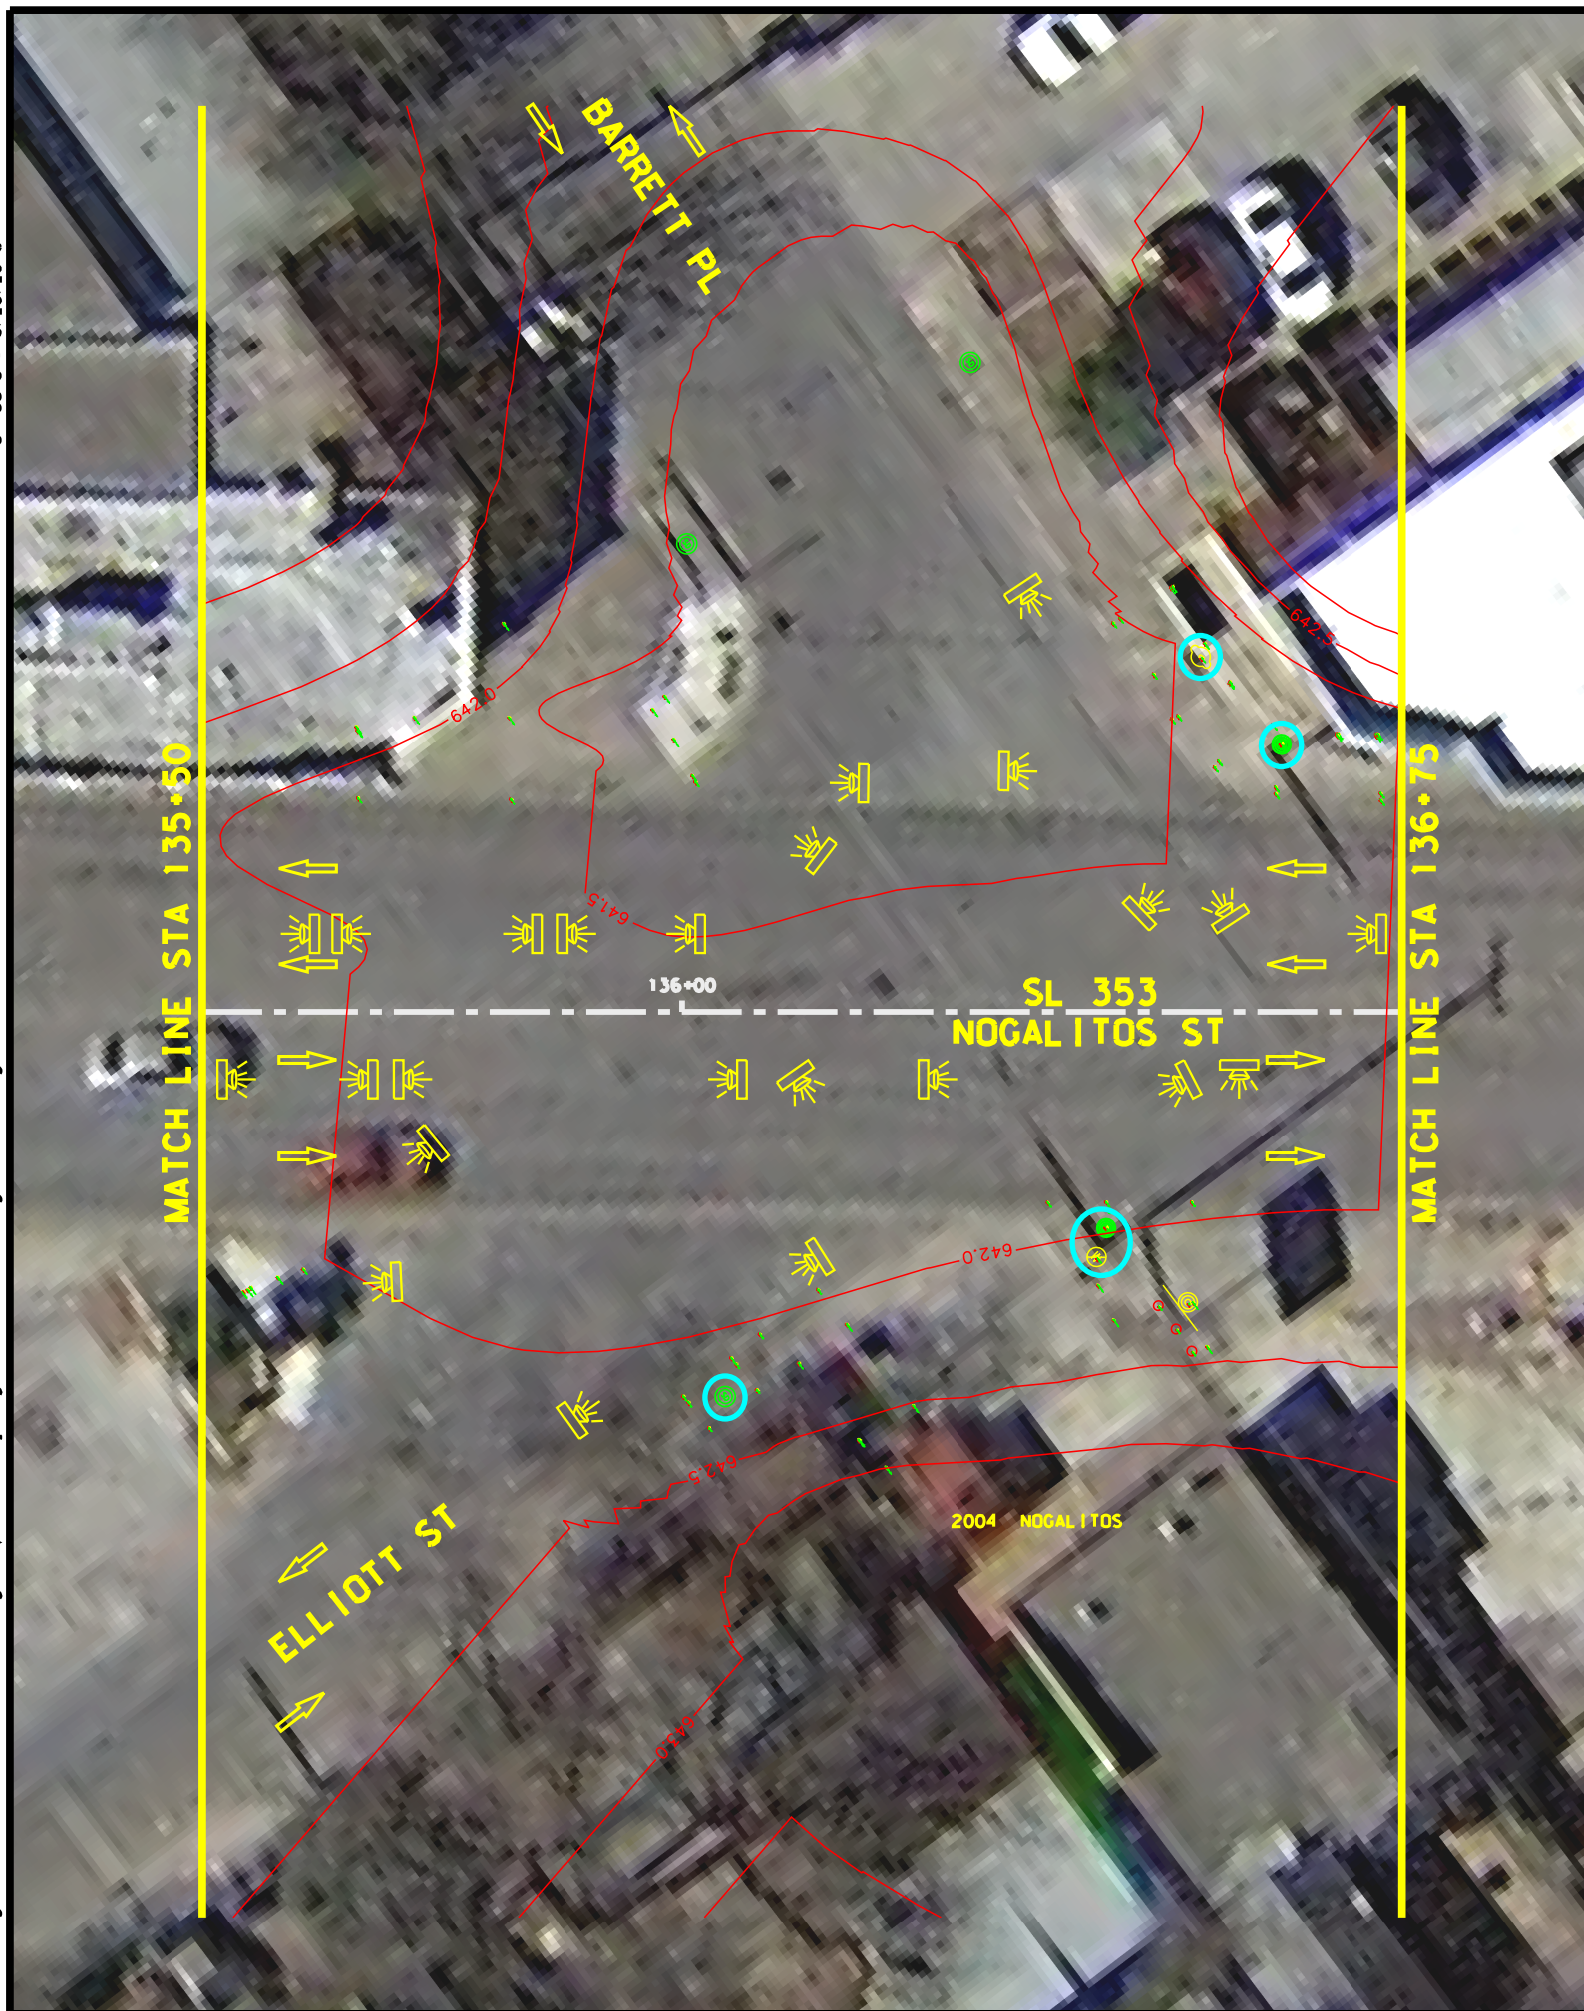 BARRETT PL
642.5
642.0
MATCH LINE STA 135+50
MATCH LINE STA 136+75
641.5
136+00
SL 353
NOGALITOS ST
642.0
642.5
2004 NOGALITOS
ELLIOTT ST
643.0